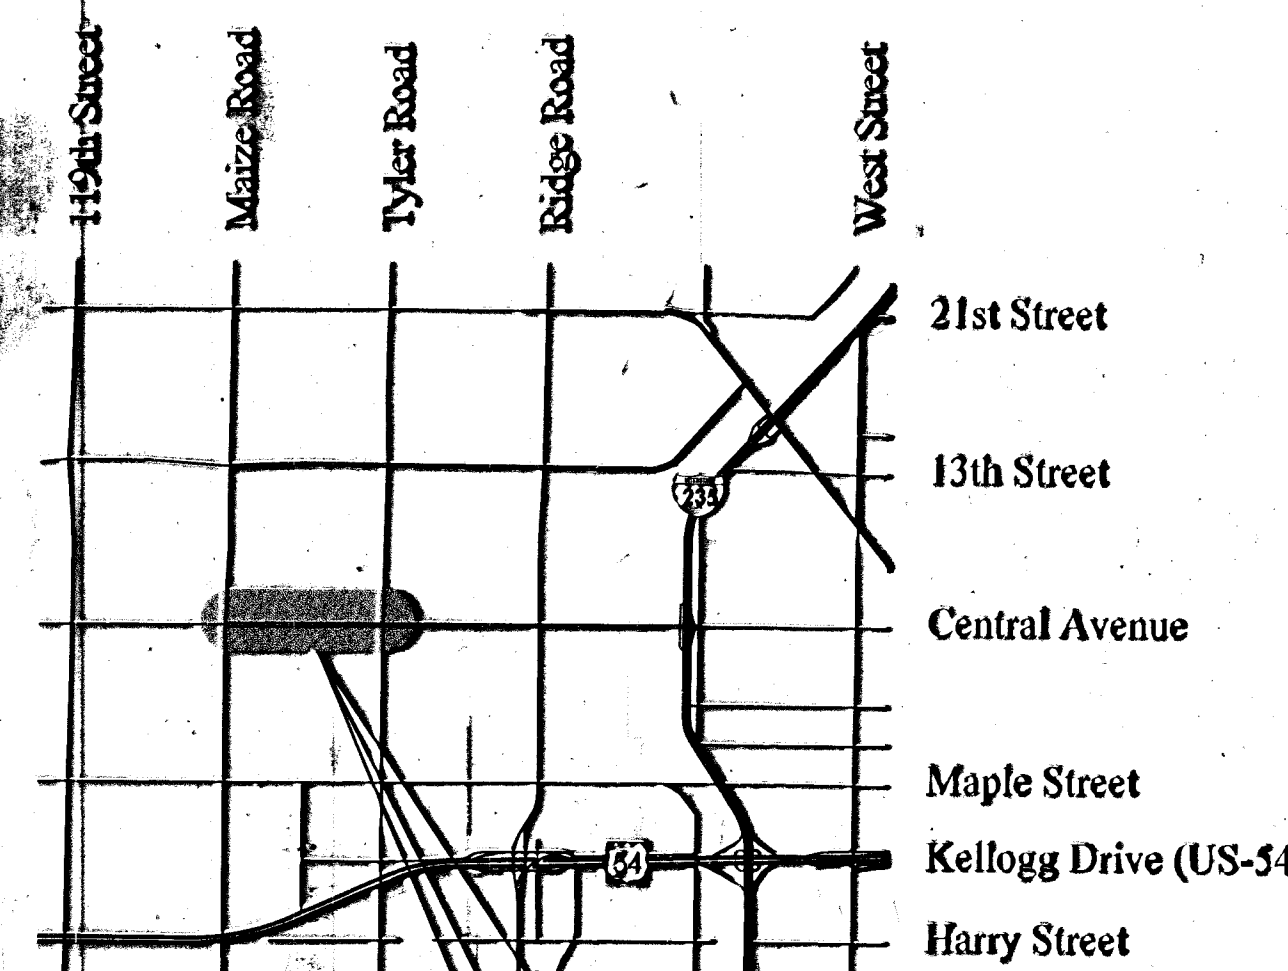 119th Street
Maize Road
Tyler Road
Ridge Road
West Street
21st Street
13th Street
235
Central Avenue
Maple Street
54
Kellogg Drive (US-54
Harry Street